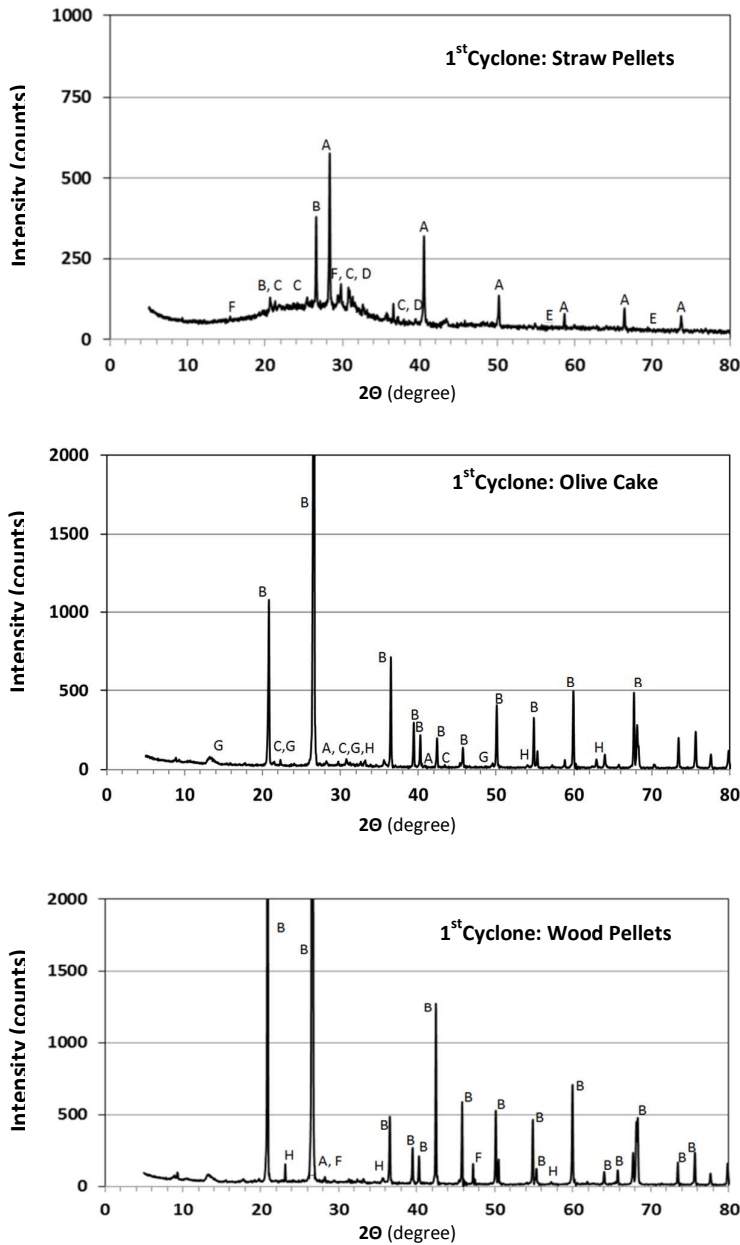 1000
1stCyclone: Straw Pellets
750
Intensity (counts)
A
500
B
A
250
F, C, D
B, C
C
A
F
C, D
E
A
A
E
A
0
0 10 20 30 40 50 60 70 80
2Θ (degree)
2000
1stCyclone: Olive Cake
B
1500
Intensity (counts)
B
1000
B
500
B
B
B
B
B
B
B
B
G
C,G
A, C,G,H
A
C
G
H
H
0
0 10 20 30 40 50 60 70 80
2Θ (degree)
2000
B
1stCyclone: Wood Pellets
B
1500
Intensity (counts)
B
1000
B
B
500
B
B
B
B
B
B
H
A, F
H
F
B
H
B
B
B
B
0
0 10 20 30 40 50 60 70 80
2Θ (degree)